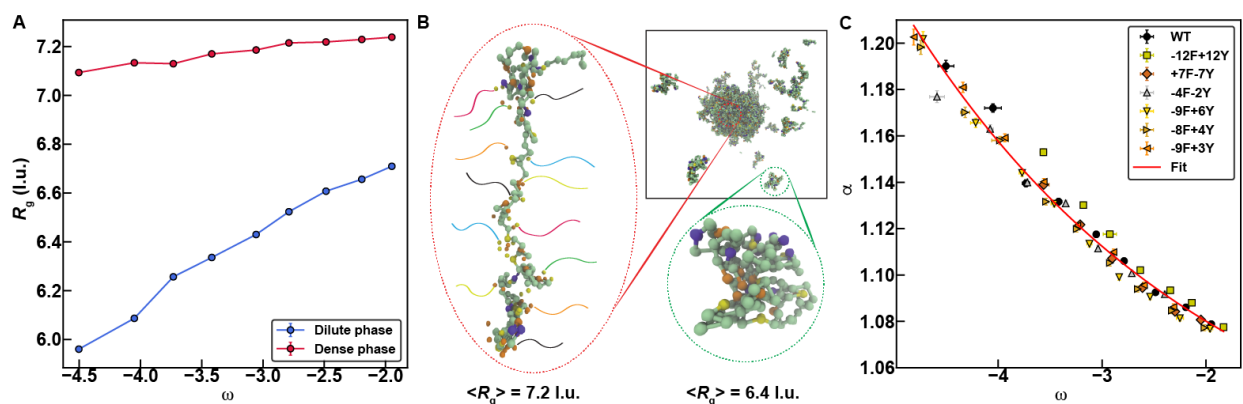 A
7.2
7.0
6.8
6.6
6.4
6.2
6.0
Rg (l.u.)
Dilute phase
Dense phase
−4.5 −4.0 −3.5 −3.0 −2.5 −2.0
ω
B
<Rg> = 7.2 l.u.
<Rg> = 6.4 l.u.
C
1.20
1.18
1.16
1.14
1.12
1.10
1.08
1.06
α
WT
-12F+12Y
+7F-7Y
-4F-2Y
-9F+6Y
-8F+4Y
-9F+3Y
Fit
−4 −3 −2
ω